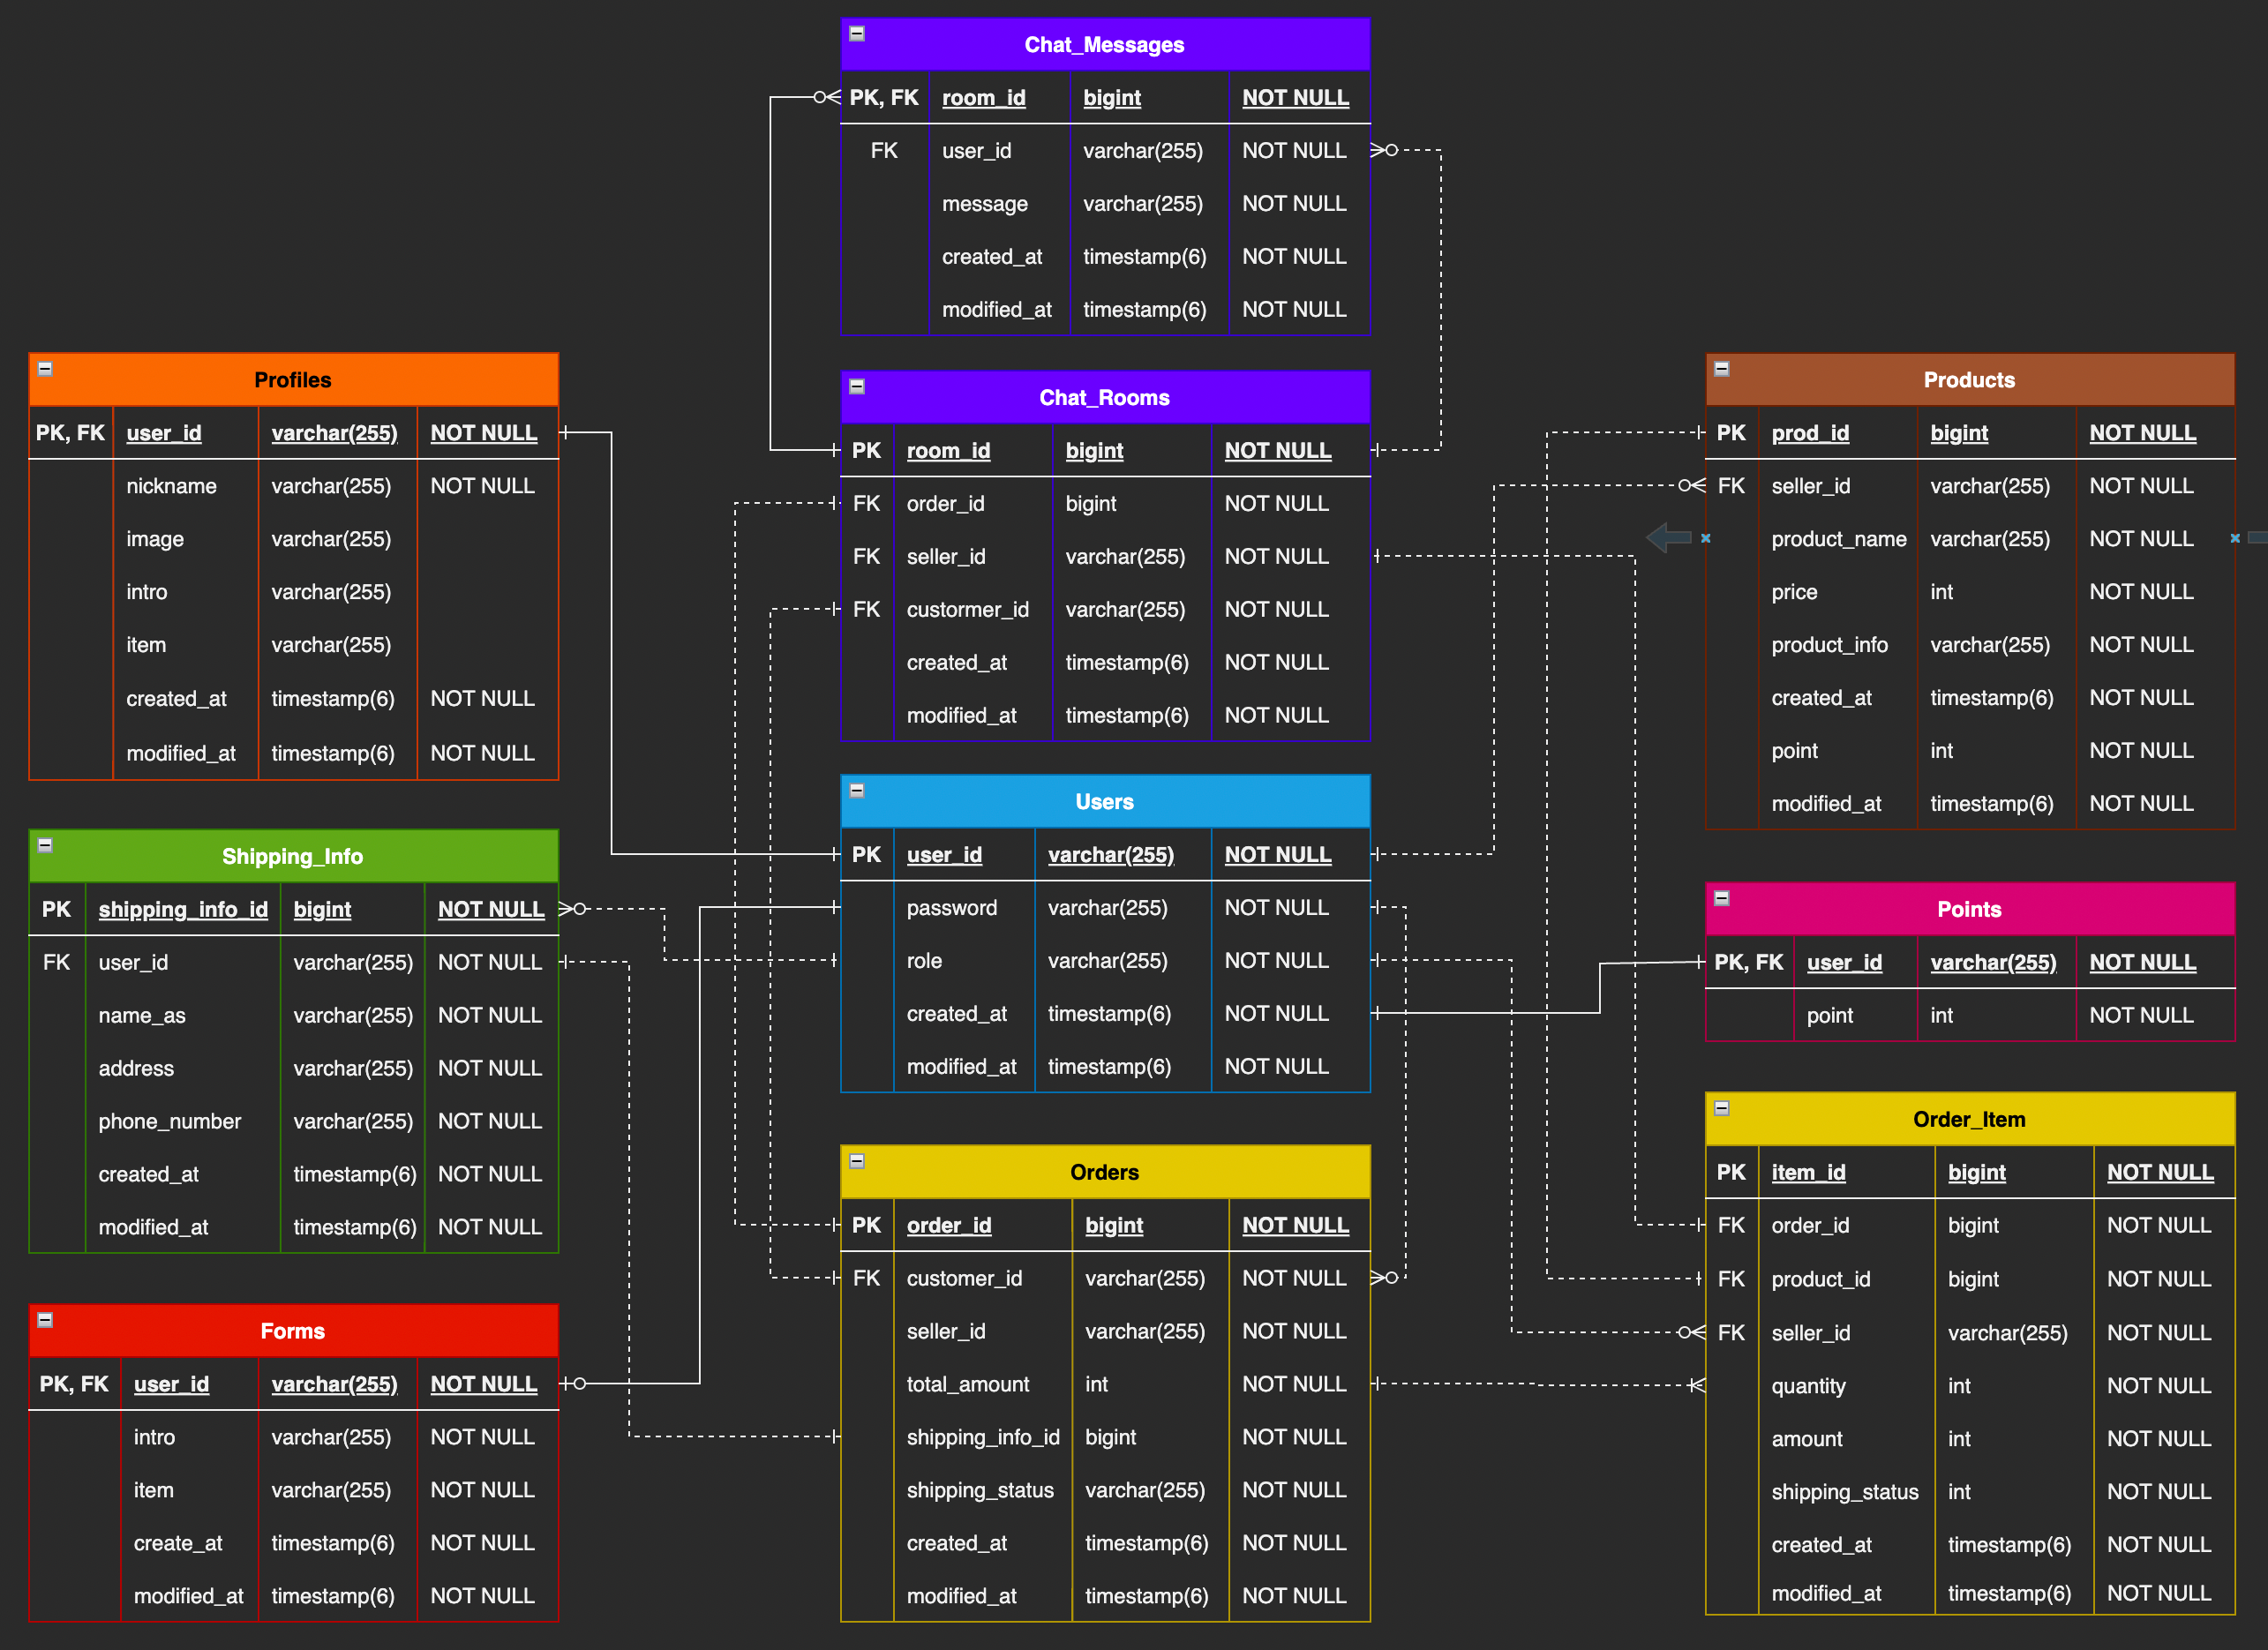 Chat_Messages
PK, FK room_id bigint NOT NULL
FK user_id varchar(255) NOT NULL
message varchar(255) NOT NULL
created_at timestamp(6) NOT NULL
modified_at timestamp(6) NOT NULL
Profiles
PK, FK user_id varchar(255) NOT NULL
nickname varchar(255) NOT NULL
image varchar(255)
intro varchar(255)
item varchar(255)
created_at timestamp(6) NOT NULL
modified_at timestamp(6) NOT NULL
Chat_Rooms
PK room_id bigint NOT NULL
FK order_id bigint NOT NULL
FK seller_id varchar(255) NOT NULL
FK custormer_id varchar(255) NOT NULL
created_at timestamp(6) NOT NULL
modified_at timestamp(6) NOT NULL
Products
PK prod_id bigint NOT NULL
FK seller_id varchar(255) NOT NULL
product_name varchar(255) NOT NULL
price int NOT NULL
product_info varchar(255) NOT NULL
created_at timestamp(6) NOT NULL
point int NOT NULL
modified_at timestamp(6) NOT NULL
Shipping_Info
PK shipping_info_id bigint NOT NULL
FK user_id varchar(255) NOT NULL
name_as varchar(255) NOT NULL
address varchar(255) NOT NULL
phone_number varchar(255) NOT NULL
created_at timestamp(6) NOT NULL
modified_at timestamp(6) NOT NULL
Users
PK user_id varchar(255) NOT NULL
password varchar(255) NOT NULL
role varchar(255) NOT NULL
created_at timestamp(6) NOT NULL
modified_at timestamp(6) NOT NULL
Points
PK, FK user_id varchar(255) NOT NULL
point int NOT NULL
Forms
PK, FK user_id varchar(255) NOT NULL
intro varchar(255) NOT NULL
item varchar(255) NOT NULL
create_at timestamp(6) NOT NULL
modified_at timestamp(6) NOT NULL
Orders
PK order_id bigint NOT NULL
FK customer_id varchar(255) NOT NULL
seller_id varchar(255) NOT NULL
total_amount int NOT NULL
shipping_info_id bigint NOT NULL
shipping_status varchar(255) NOT NULL
created_at timestamp(6) NOT NULL
modified_at timestamp(6) NOT NULL
Order_Item
PK item_id bigint NOT NULL
FK order_id bigint NOT NULL
FK product_id bigint NOT NULL
FK seller_id varchar(255) NOT NULL
quantity int NOT NULL
amount int NOT NULL
shipping_status int NOT NULL
created_at timestamp(6) NOT NULL
modified_at timestamp(6) NOT NULL